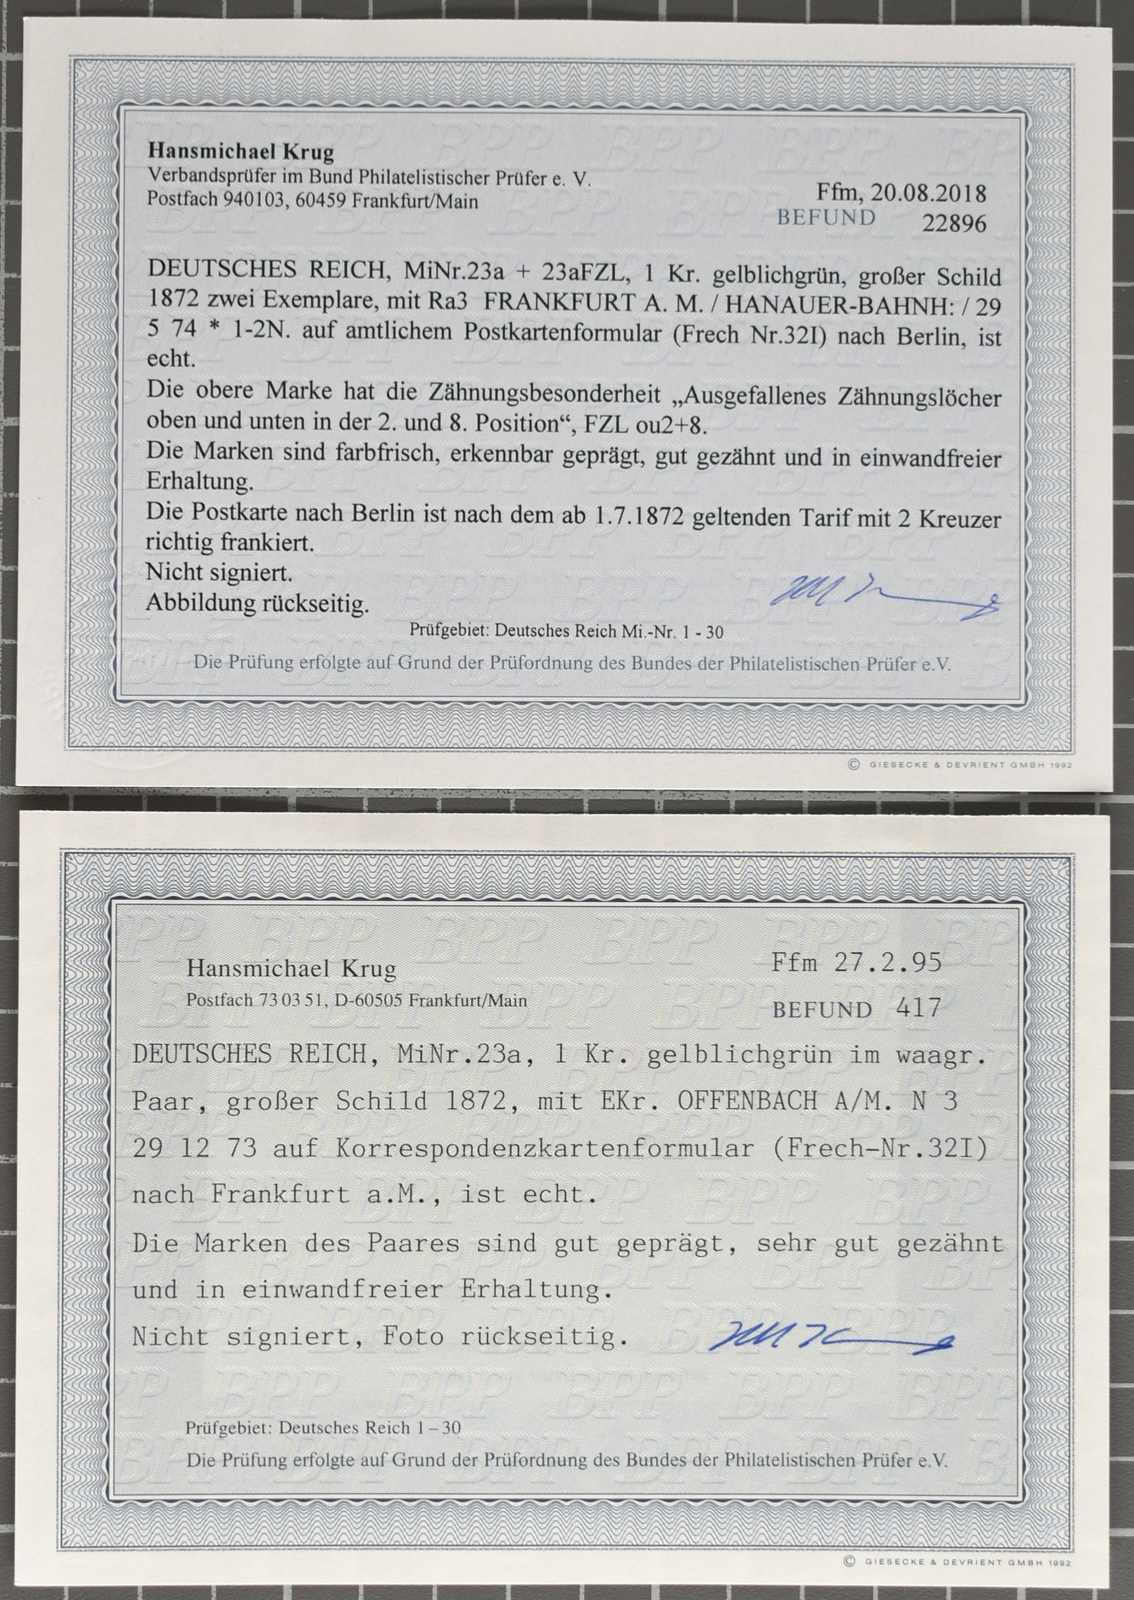 Hansmichael Krug
Verbandsprüfer im Bund Philatelistischer Prüfer e. V.
Postfach 940103, 60459 Frankfurt/Main
Ffm, 20.08.2018
BEFUND 22896
DEUTSCHES REICH, MiNr.23a + 23aFZL, 1 Kr. gelblichgrün, großer Schild
1872 zwei Exemplare, mit Ra3 FRANKFURT A. M. / HANAUER-BAHNH: / 29
5 74 * 1-2N. auf amtlichem Postkartenformular (Frech Nr.32I) nach Berlin, ist
echt.
Die obere Marke hat die Zähnungsbesonderheit „Ausgefallenes Zähnungslöcher
oben und unten in der 2. und 8. Position“, FZL ou2+8.
Die Marken sind farbfrisch, erkennbar geprägt, gut gezähnt und in einwandfreier
Erhaltung.
Die Postkarte nach Berlin ist nach dem ab 1.7.1872 geltenden Tarif mit 2 Kreuzer
richtig frankiert.
Nicht signiert.
Abbildung rückseitig.
Prüfgebiet: Deutsches Reich Mi.-Nr. 1 - 30
Die Prüfung erfolgte auf Grund der Prüfordnung des Bundes der Philatelistischen Prüfer e.V.
© GIESECKE & DEVRIENT GMBH 1992
Hansmichael Krug
Postfach 73 03 51, D-60505 Frankfurt/Main
Ffm 27.2.95
BEFUND 417
DEUTSCHES REICH, MiNr.23a, 1 Kr. gelblichgrün im waagr.
Paar, großer Schild 1872, mit EKr. OFFENBACH A/M. N 3
29 12 73 auf Korrespondenzkartenformular (Frech-Nr.32I)
nach Frankfurt a.M., ist echt.
Die Marken des Paares sind gut geprägt, sehr gut gezähnt
und in einwandfreier Erhaltung.
Nicht signiert, Foto rückseitig.
Prüfgebiet: Deutsches Reich 1 – 30
Die Prüfung erfolgte auf Grund der Prüfordnung des Bundes der Philatelistischen Prüfer e.V.
© GIESECKE & DEVRIENT GMBH 1992